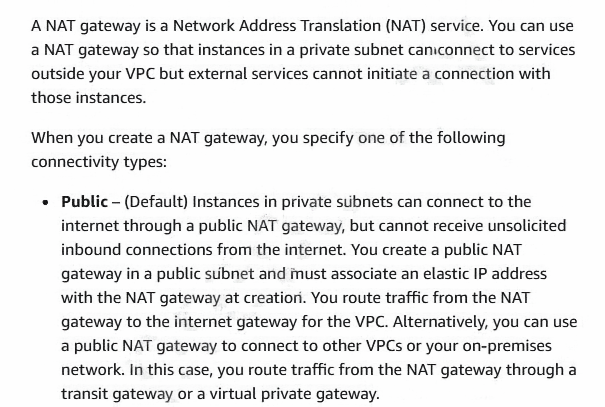 A NAT gateway is a Network Address Translation (NAT) service. You can use
a NAT gateway so that instances in a private subnet can connect to services
outside your VPC but external services cannot initiate a connection with
those instances.
When you create a NAT gateway, you specify one of the following
connectivity types:
• Public – (Default) Instances in private subnets can connect to the
internet through a public NAT gateway, but cannot receive unsolicited
inbound connections from the internet. You create a public NAT
gateway in a public subnet and must associate an elastic IP address
with the NAT gateway at creation. You route traffic from the NAT
gateway to the internet gateway for the VPC. Alternatively, you can use
a public NAT gateway to connect to other VPCs or your on-premises
network. In this case, you route traffic from the NAT gateway through a
transit gateway or a virtual private gateway.